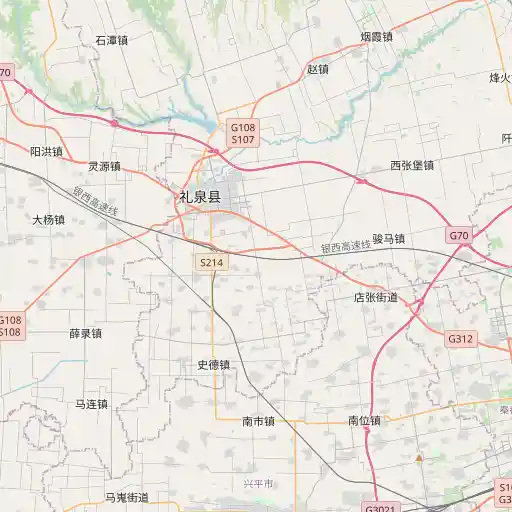 石潭镇
烟霞镇
赵镇
70
烽火
G108
S107
阳洪镇
灵源镇
西张堡镇
礼泉县
银西高速线
大杨镇
骏马镇
G70
银西高速线
S214
店张街道
G108
S108
薛录镇
G312
史德镇
马连镇
南市镇
南位镇
兴平市
马嵬街道
G3021